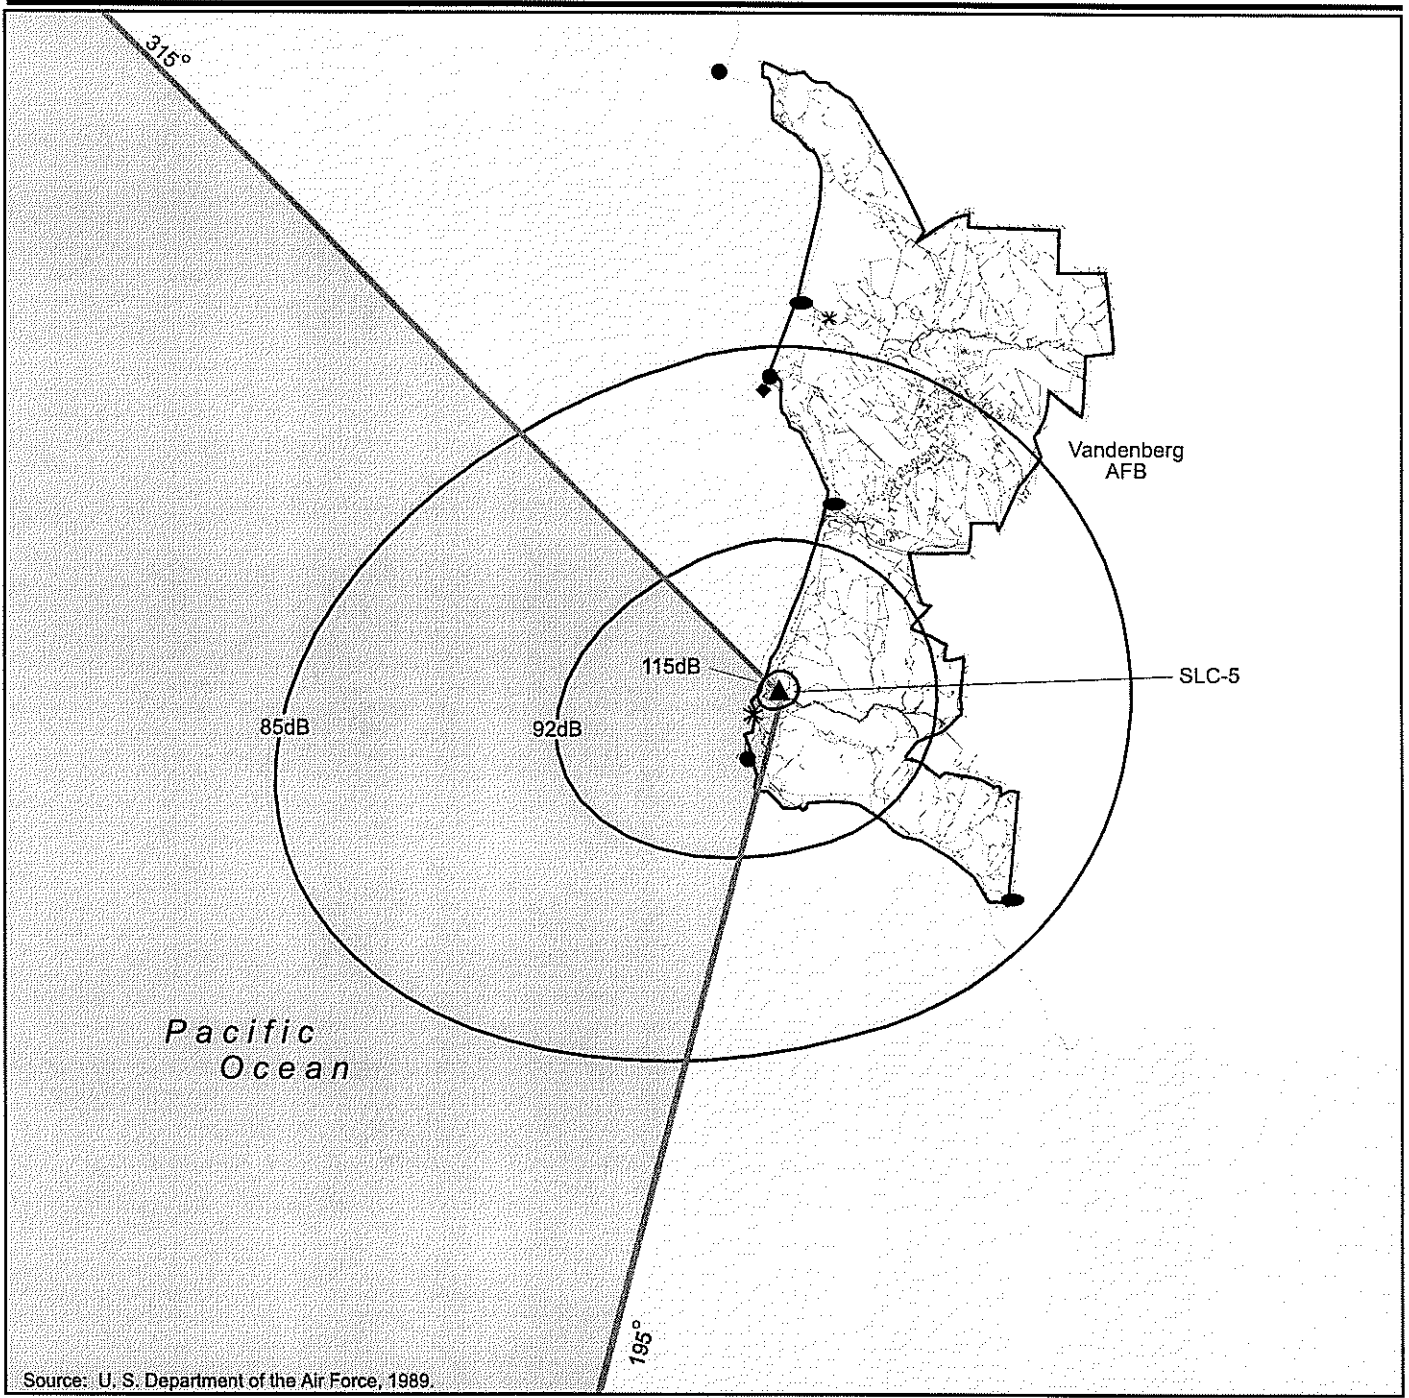 315°
Vandenberg
AFB
115dB
SLC-5
85dB
92dB
Pacific
Ocean
195°
Source: U. S. Department of the Air Force, 1989.